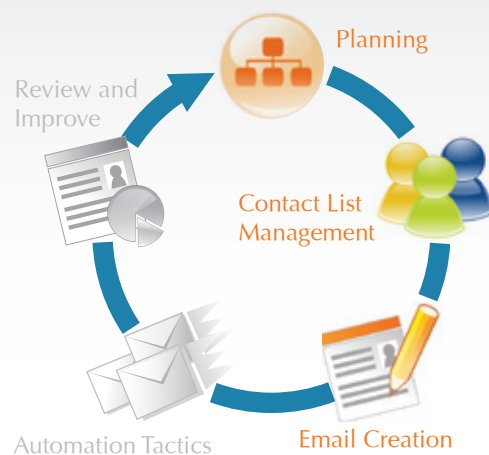 Planning
Contact List
Management
Email Creation
Automation Tactics
Review and
Improve